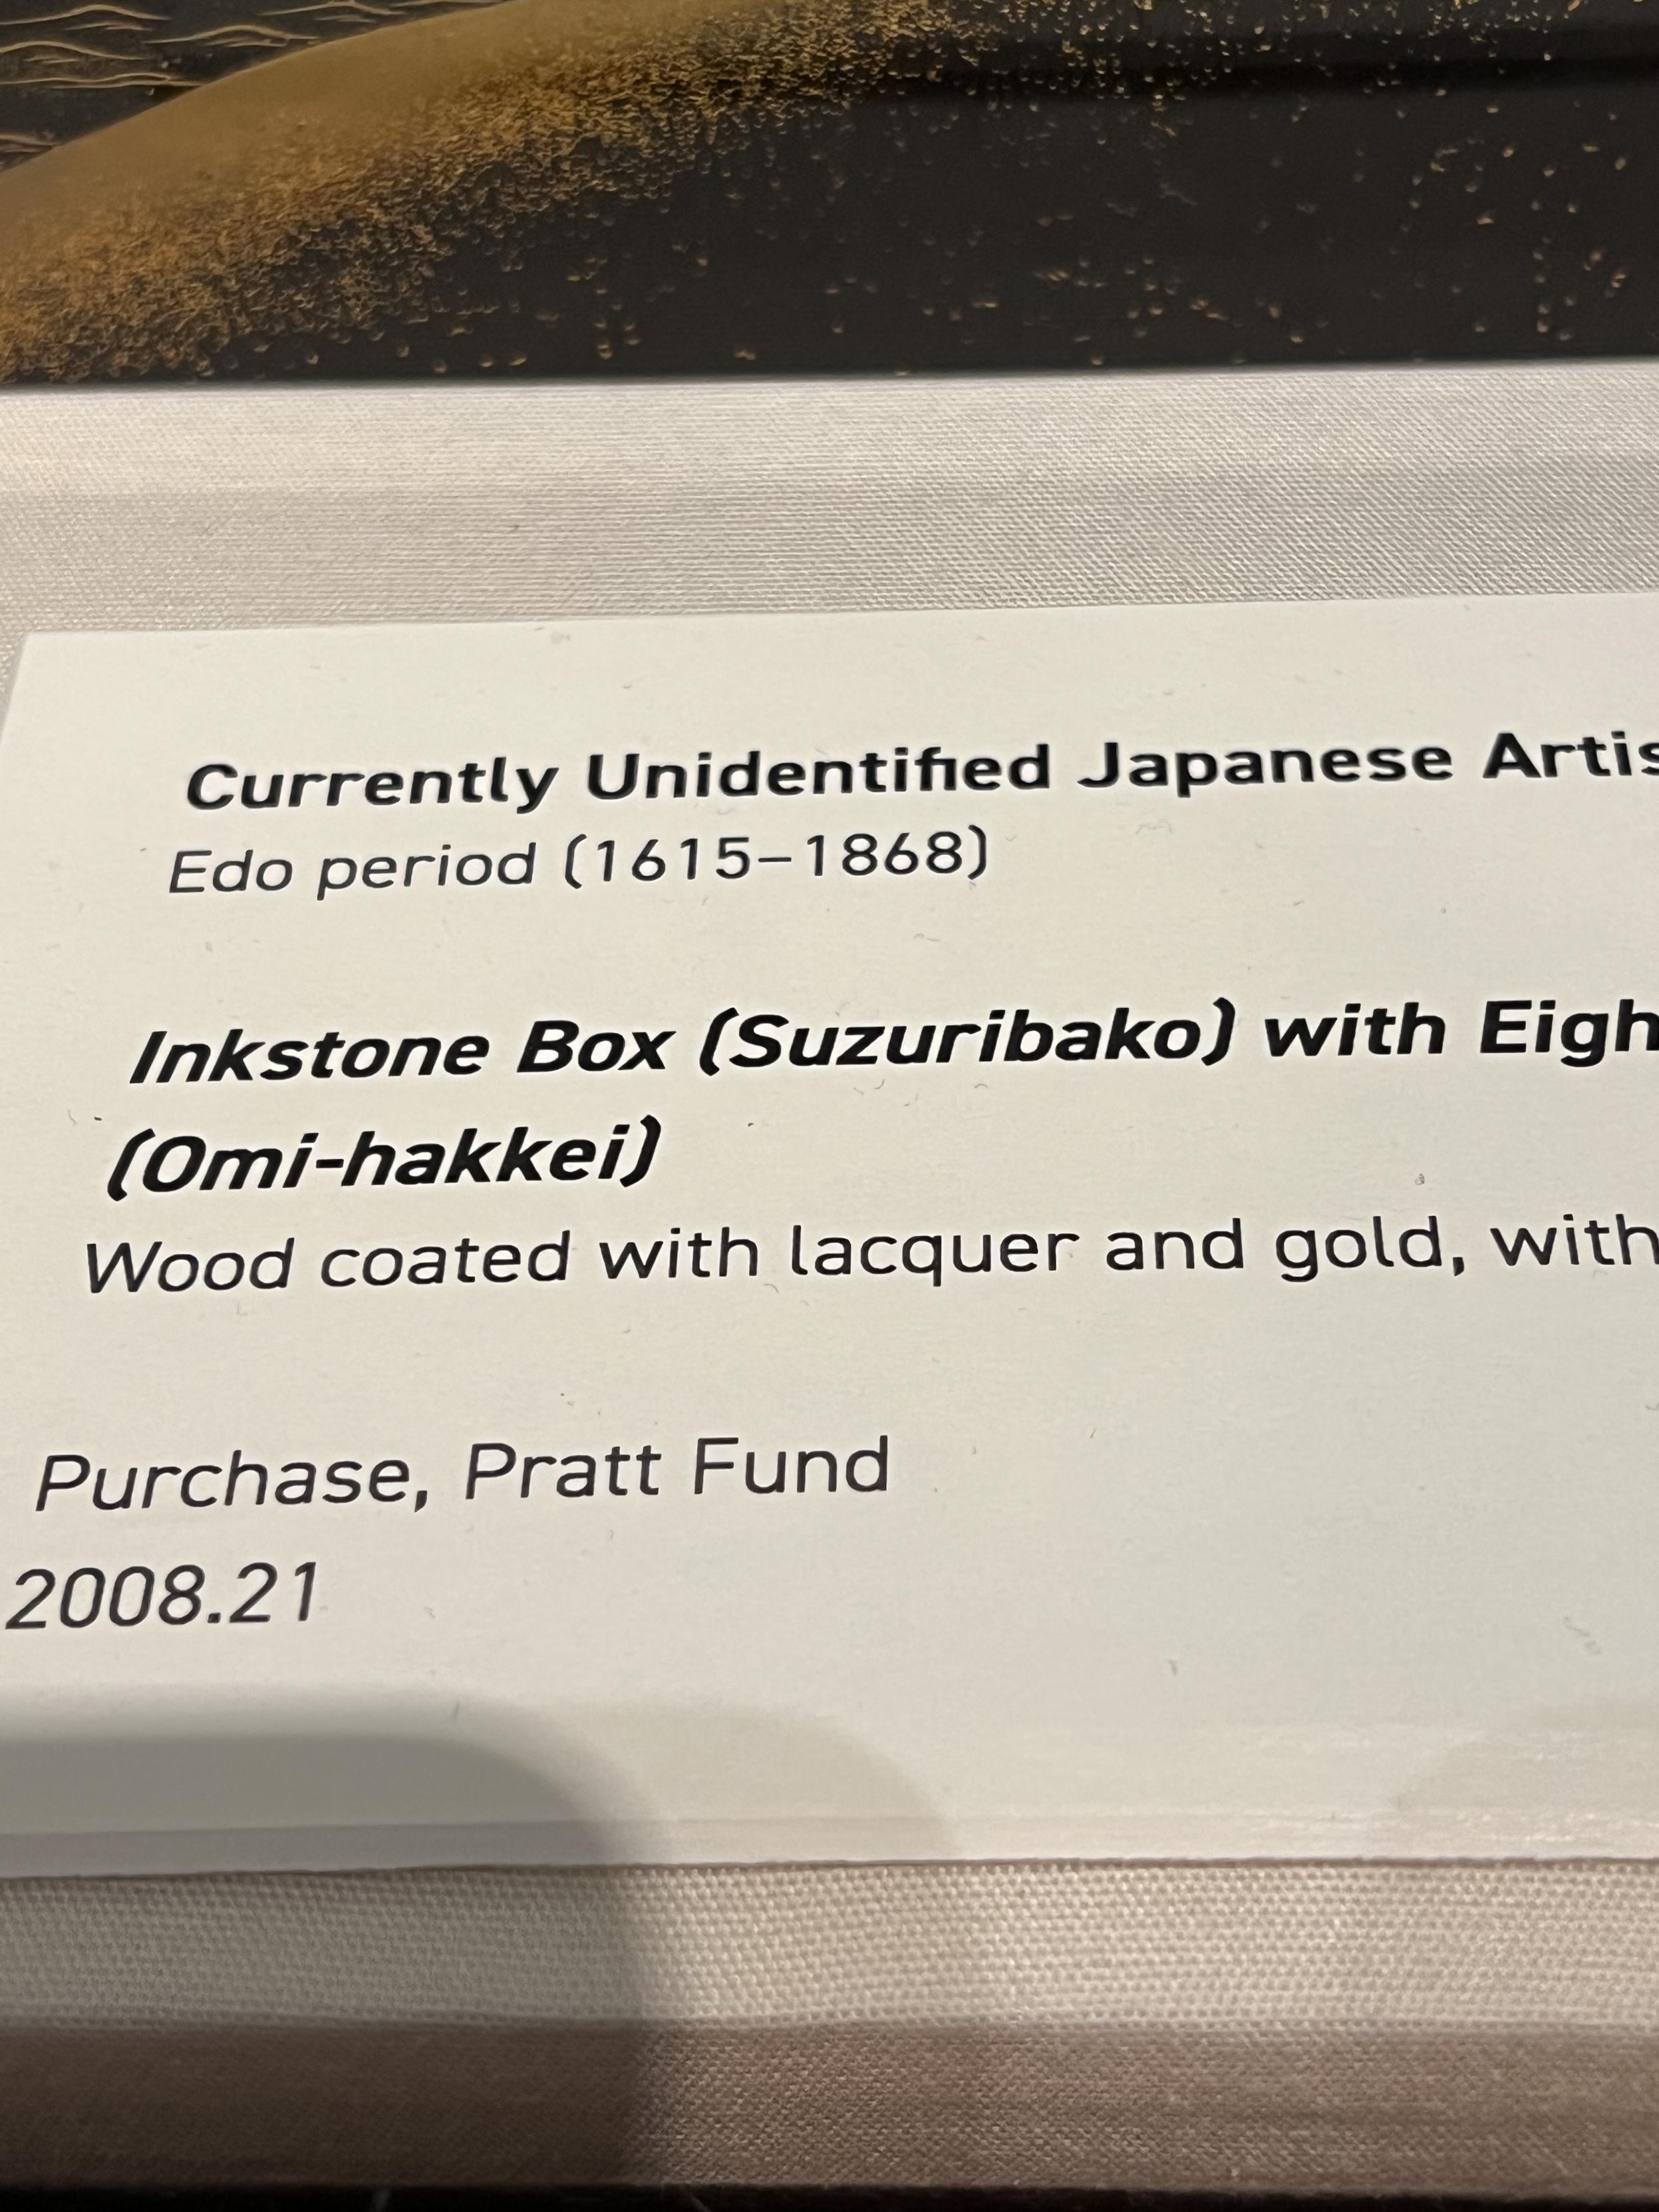 Currently Unidentified Japanese Artis
Edo period (1615–1868)
Inkstone Box (Suzuribako) with Eigh
(Omi-hakkei)
Wood coated with lacquer and gold, with
Purchase, Pratt Fund
2008.21